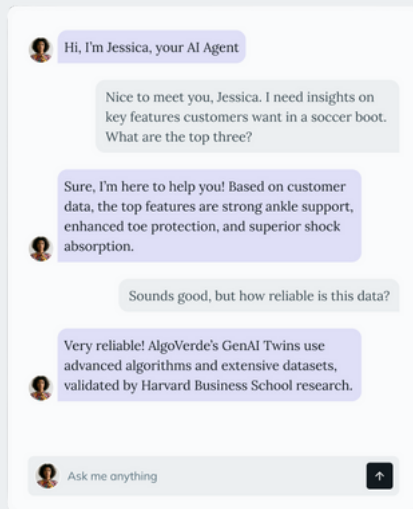 Hi, I'm Jessica, your AI Agent
Nice to meet you, Jessica. I need insights on
key features customers want in a soccer boot.
What are the top three?
Sure, I'm here to help you! Based on customer
data, the top features are strong ankle support,
enhanced toe protection, and superior shock
absorption.
Sounds good, but how reliable is this data?
Very reliable! AlgoVerde's GenAI Twins use
advanced algorithms and extensive datasets,
validated by Harvard Business School research.
Ask me anything